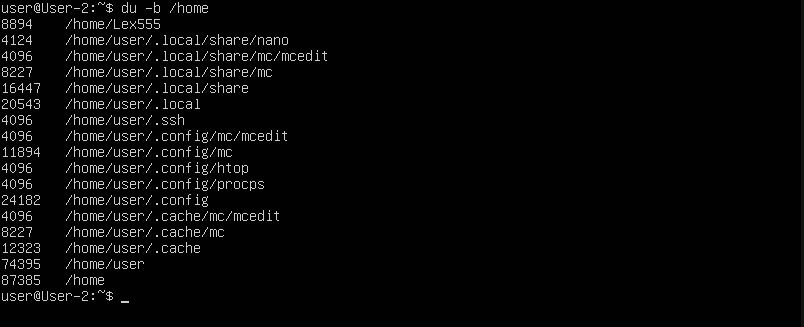 user@User-2:~$ du -b /home
8894    /home/Lex555
4124    /home/user/.local/share/nano
4096    /home/user/.local/share/mc/mcedit
8227    /home/user/.local/share/mc
16447   /home/user/.local/share
20543   /home/user/.local
4096    /home/user/.ssh
4096    /home/user/.config/mc/mcedit
11894   /home/user/.config/mc
4096    /home/user/.config/htop
4096    /home/user/.config/procps
24182   /home/user/.config
4096    /home/user/.cache/mc/mcedit
8227    /home/user/.cache/mc
12323   /home/user/.cache
74395   /home/user
87385   /home
user@User-2:~$ _